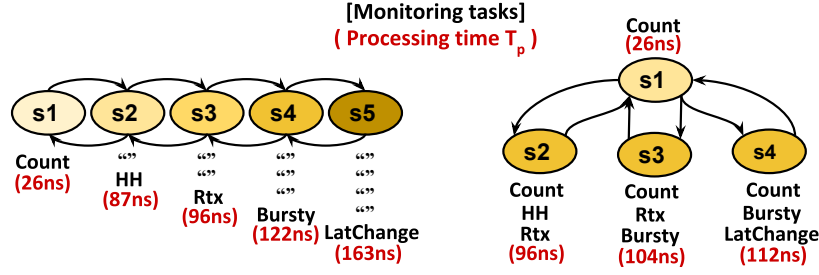 [Monitoring tasks]
( Processing time Tp )
s1
s2
s3
s4
s5
Count
(26ns)
“”
HH
(87ns)
“”
“”
Rtx
(96ns)
“”
“”
“”
Bursty
(122ns)
“”
“”
“”
“”
LatChange
(163ns)
Count
(26ns)
s1
s2
s3
s4
Count
HH
Rtx
(96ns)
Count
Rtx
Bursty
(104ns)
Count
Bursty
LatChange
(112ns)